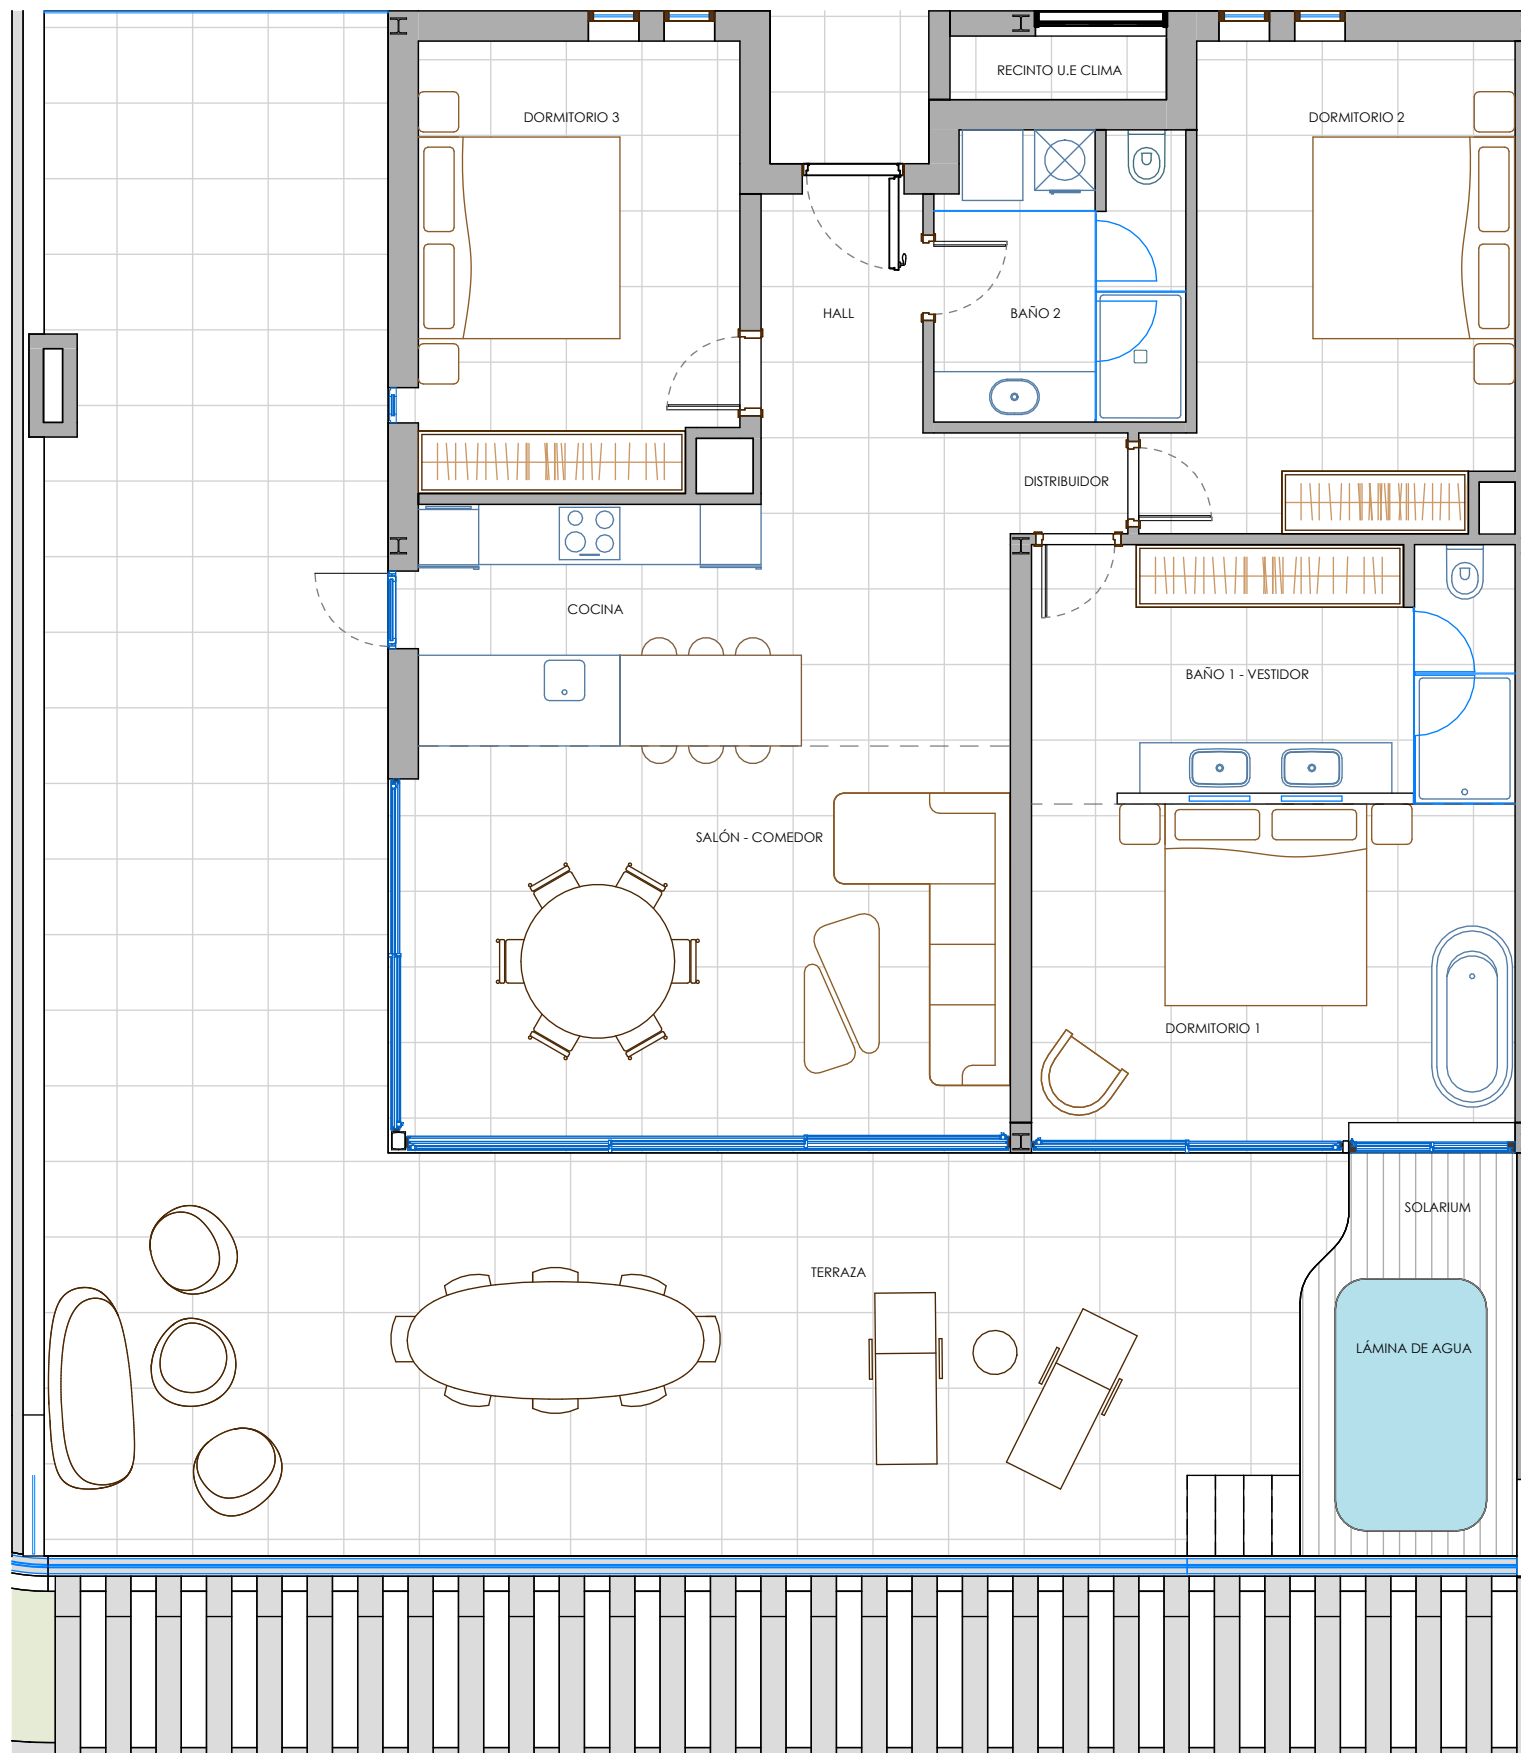 RECINTO U.E CLIMA
DORMITORIO 3
DORMITORIO 2
HALL
BAÑO 2
DISTRIBUIDOR
COCINA
BAÑO 1 - VESTIDOR
SALÓN - COMEDOR
DORMITORIO 1
SOLARIUM
TERRAZA
LÁMINA DE AGUA